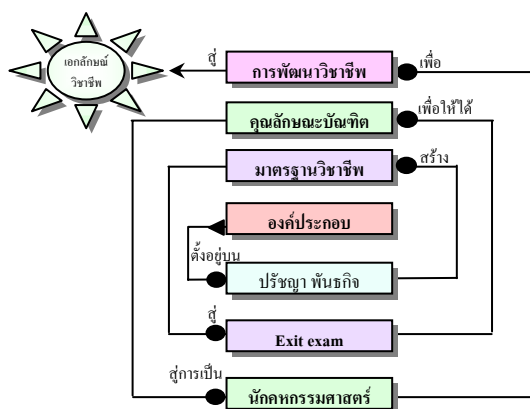 เอกลักษณ์
วิชาชีพ
สู่
การพัฒนาวิชาชีพ
เพื่อ
คุณลักษณะบัณฑิต
เพื่อให้ได้
มาตรฐานวิชาชีพ
สร้าง
องค์ประกอบ
ตั้งอยู่บน
ปรัชญา พันธกิจ
สู่
Exit exam
สู่การเป็น
นักคหกรรมศาสตร์